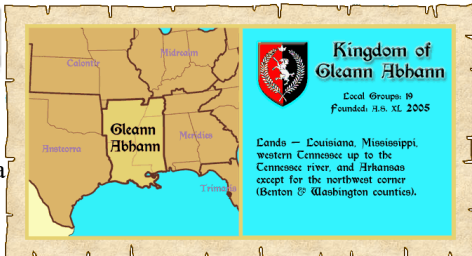 Calontir
Midrealm
Gleann
Abhann
Ansteorra
Meridies
Trimaris
Kingdom of
Gleann Abhann
Local Groups: 19
Founded: A.S. XL 2005
Lands — Louisiana, Mississippi,
western Tennessee up to the
Tennessee river, and Arkansas
except for the northwest corner
(Benton & Washington counties).
a